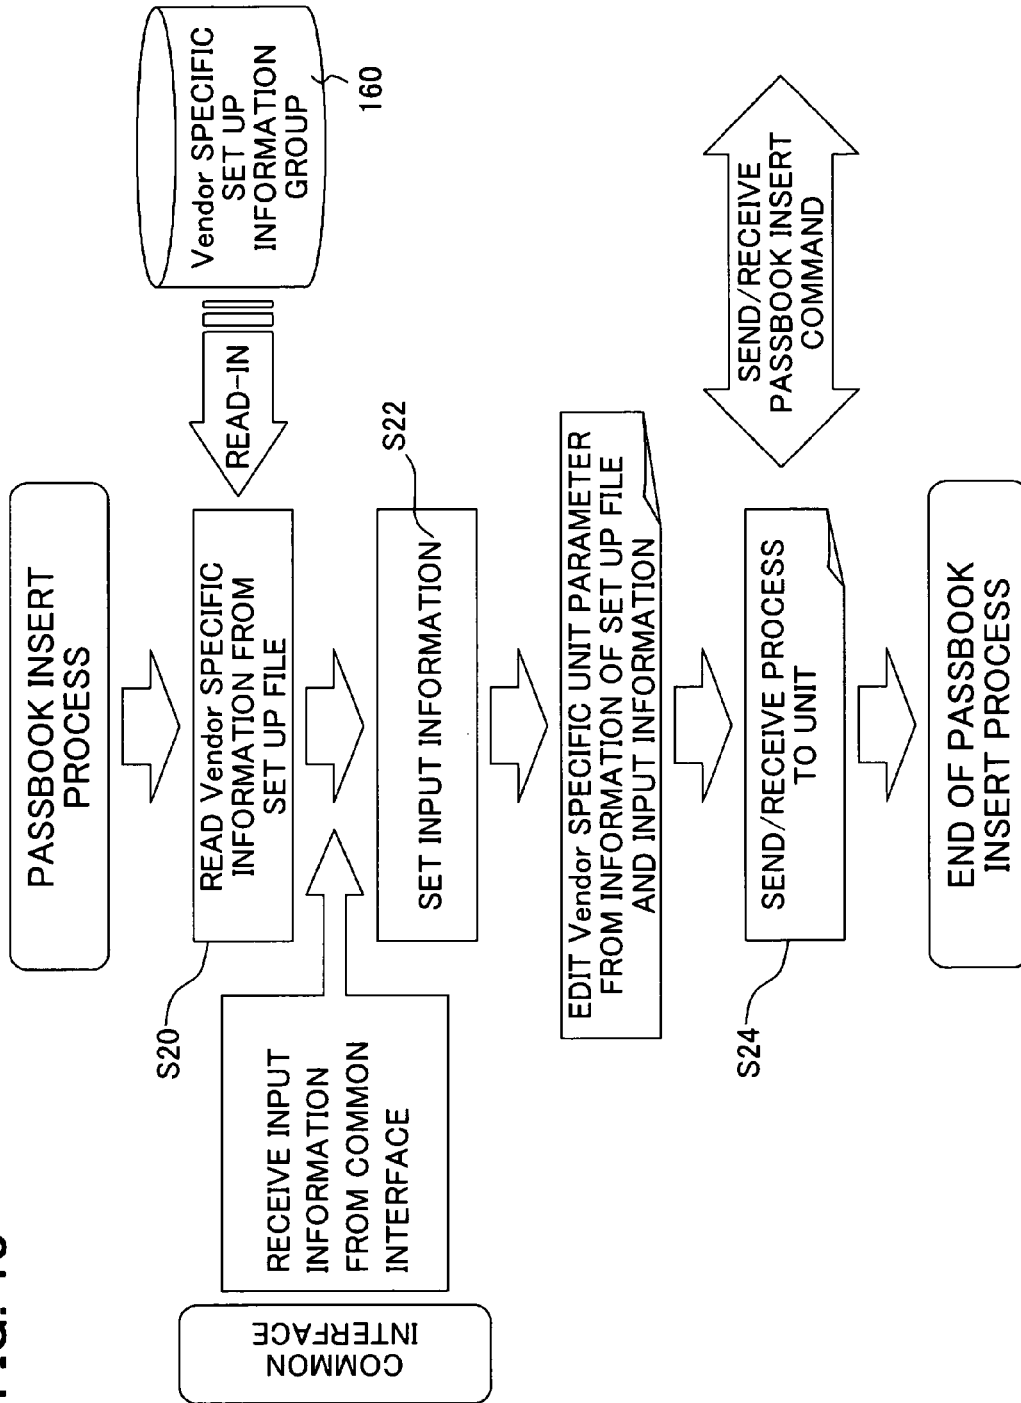 PASSBOOK INSERT
PROCESS
READ Vendor SPECIFIC
INFORMATION FROM
SET UP FILE
S20
READ-IN
Vendor SPECIFIC
SET UP
INFORMATION
GROUP
160
COMMON
INTERFACE
RECEIVE INPUT
INFORMATION
FROM COMMON
INTERFACE
SET INPUT INFORMATION
S22
EDIT Vendor SPECIFIC UNIT PARAMETER
FROM INFORMATION OF SET UP FILE
AND INPUT INFORMATION
SEND/RECEIVE PROCESS
TO UNIT
S24
SEND/RECEIVE
PASSBOOK INSERT
COMMAND
END OF PASSBOOK
INSERT PROCESS